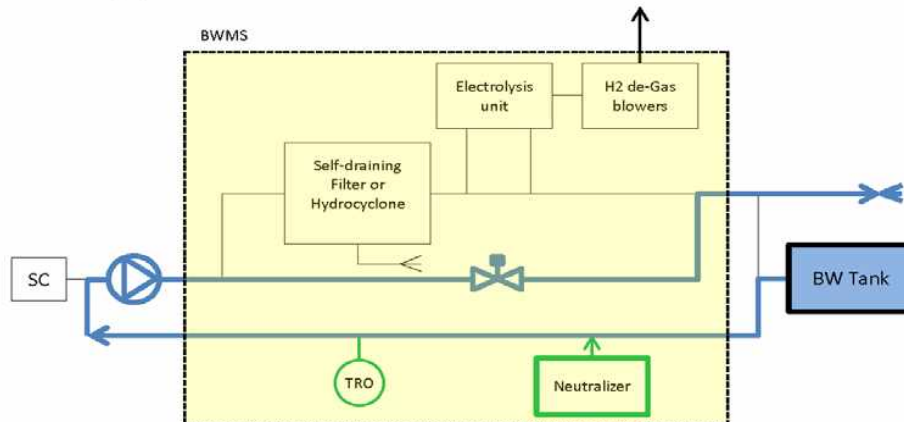 BWMS
Electrolysis
unit
H2 de-Gas
blowers
Self-draining
Filter or
Hydrocyclone
SC
BW Tank
TRO
Neutralizer